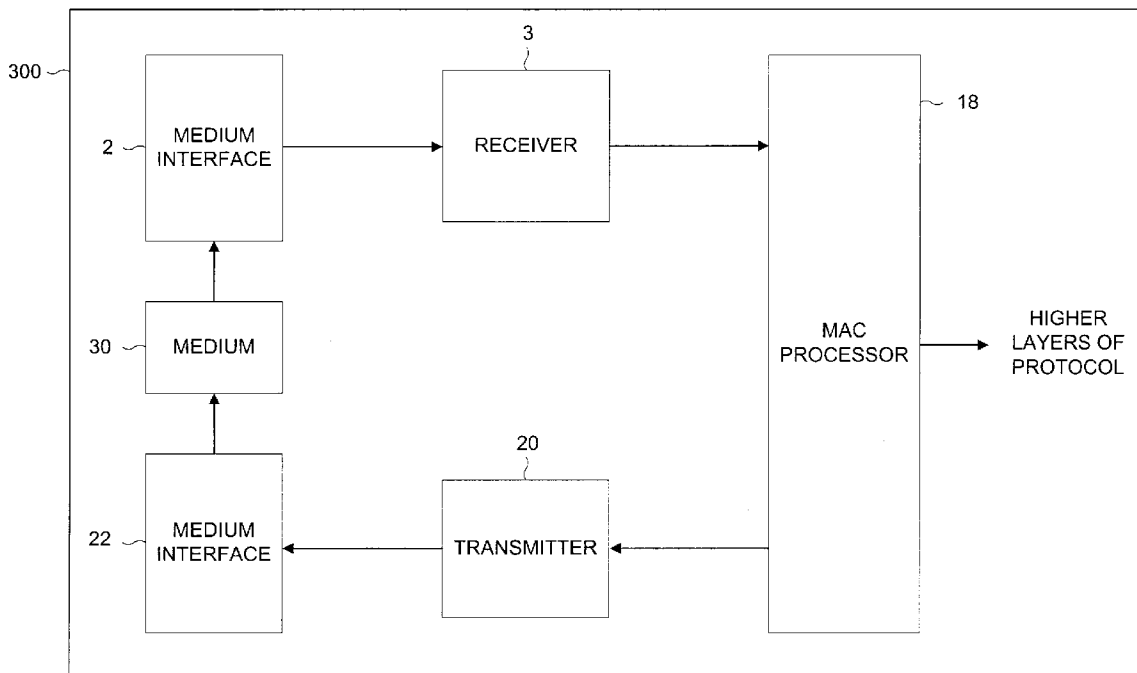 300
3
18
2
MEDIUM
INTERFACE
RECEIVER
30
MEDIUM
MAC
PROCESSOR
HIGHER
LAYERS OF
PROTOCOL
20
22
MEDIUM
INTERFACE
TRANSMITTER